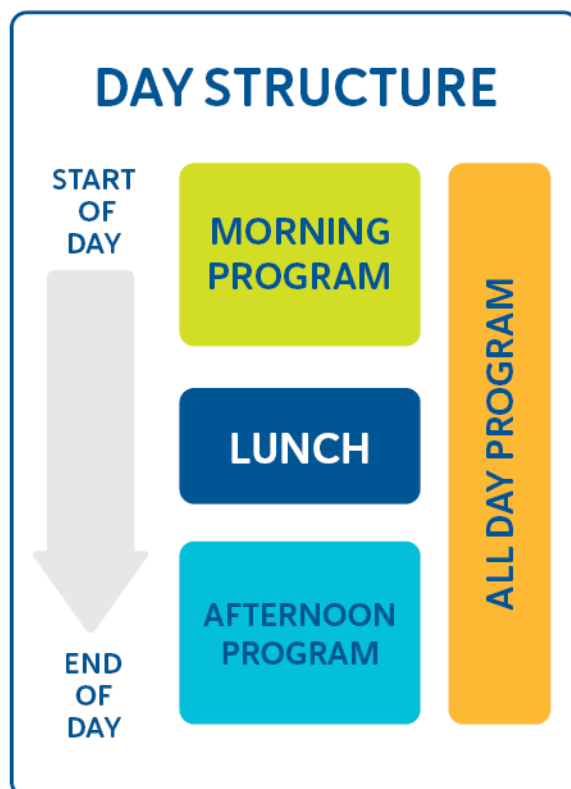 DAY STRUCTURE
START
OF
DAY
MORNING
PROGRAM
LUNCH
AFTERNOON
PROGRAM
END
OF
DAY
ALL DAY PROGRAM